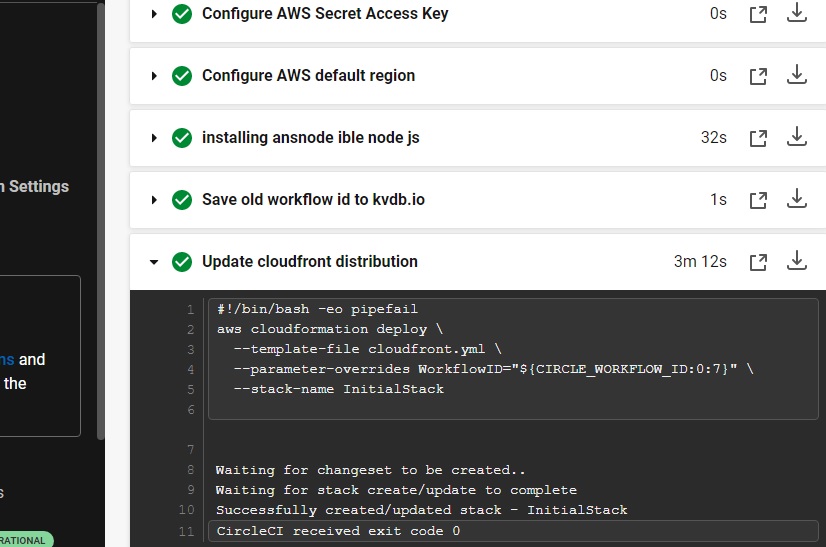 Configure AWS Secret Access Key 0s
Configure AWS default region 0s
installing ansnode ible node js 32s
Save old workflow id to kvdb.io 1s
Update cloudfront distribution 3m 12s
n Settings
ns and
the
s
RATIONAL
1 #!/bin/bash -eo pipefail
2 aws cloudformation deploy \
3 --template-file cloudfront.yml \
4 --parameter-overrides WorkflowID="${CIRCLE_WORKFLOW_ID:0:7}" \
5 --stack-name InitialStack
6
7
8 Waiting for changeset to be created..
9 Waiting for stack create/update to complete
10 Successfully created/updated stack - InitialStack
11 CircleCI received exit code 0